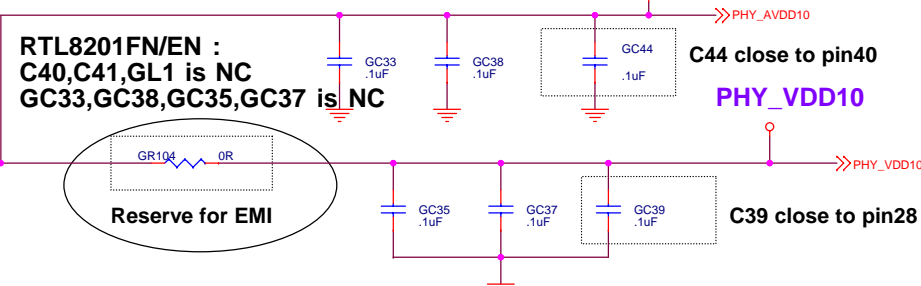 PHY_AVDD10
RTL8201FN/EN :
C40,C41,GL1 is NC
GC33,GC38,GC35,GC37 is NC
GC33
.1uF
GC38
.1uF
GC44
.1uF
C44 close to pin40
PHY_VDD10
GR104 0R
PHY_VDD10
Reserve for EMI
GC35
.1uF
GC37
.1uF
GC39
.1uF
C39 close to pin28